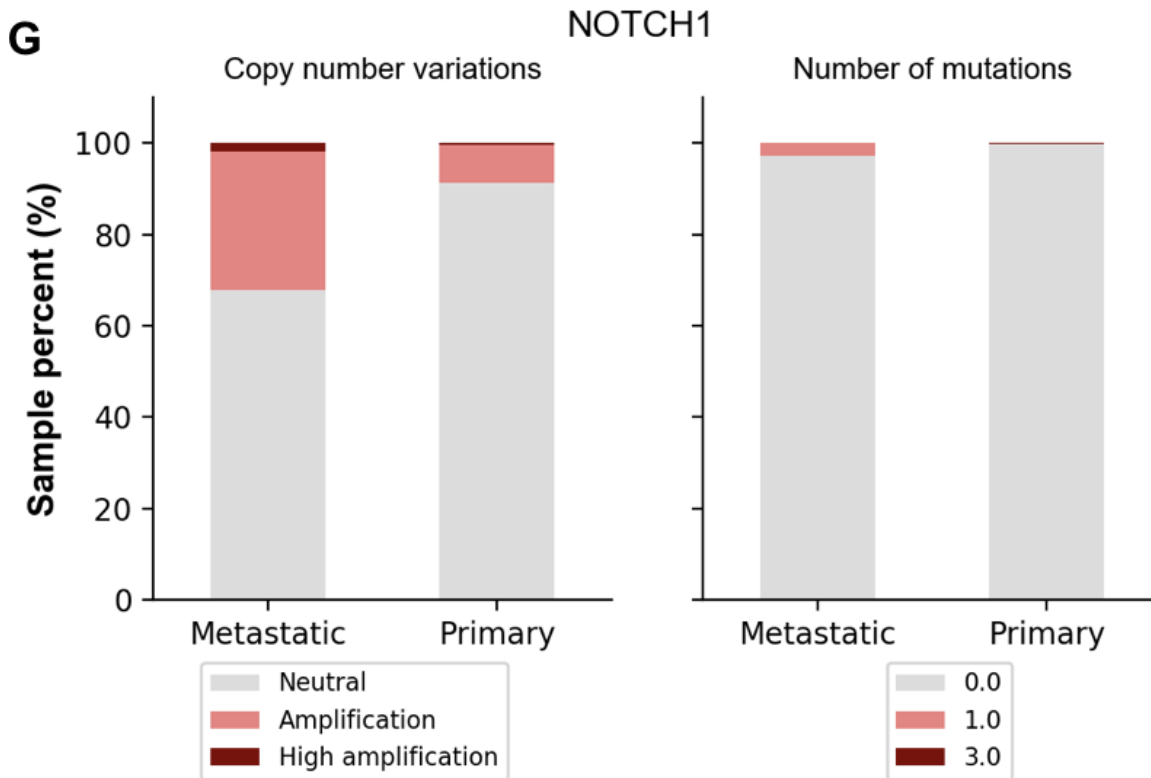 G
NOTCH1
Copy number variations
Number of mutations
Sample percent (%)
100
80
60
40
20
0
Metastatic
Primary
Metastatic
Primary
Neutral
Amplification
High amplification
0.0
1.0
3.0